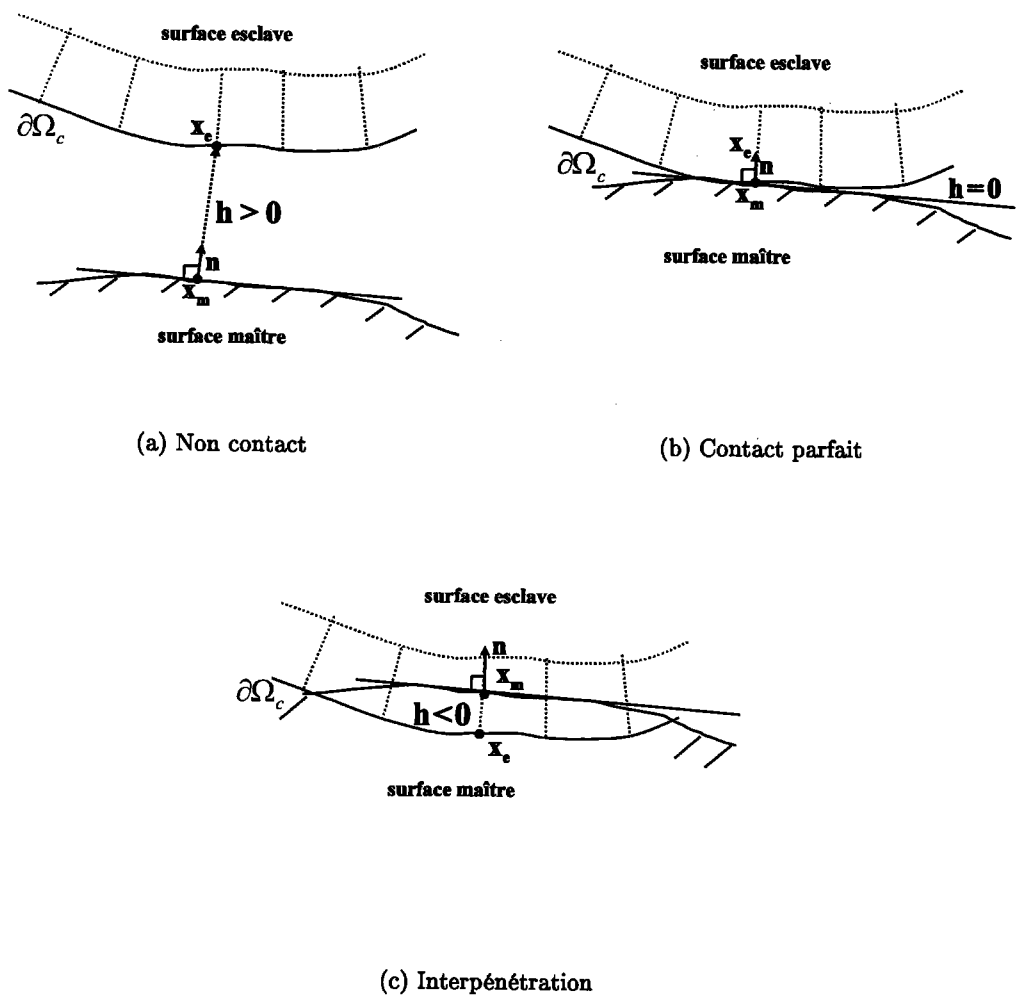 surface esclave
∂Ω_c
x_e
h > 0
n
x_m
surface maître
(a) Non contact
surface esclave
∂Ω_c
x_e
n
x_m
h=0
surface maître
(b) Contact parfait
surface esclave
∂Ω_c
n
x_m
h<0
x_e
surface maître
(c) Interpénétration